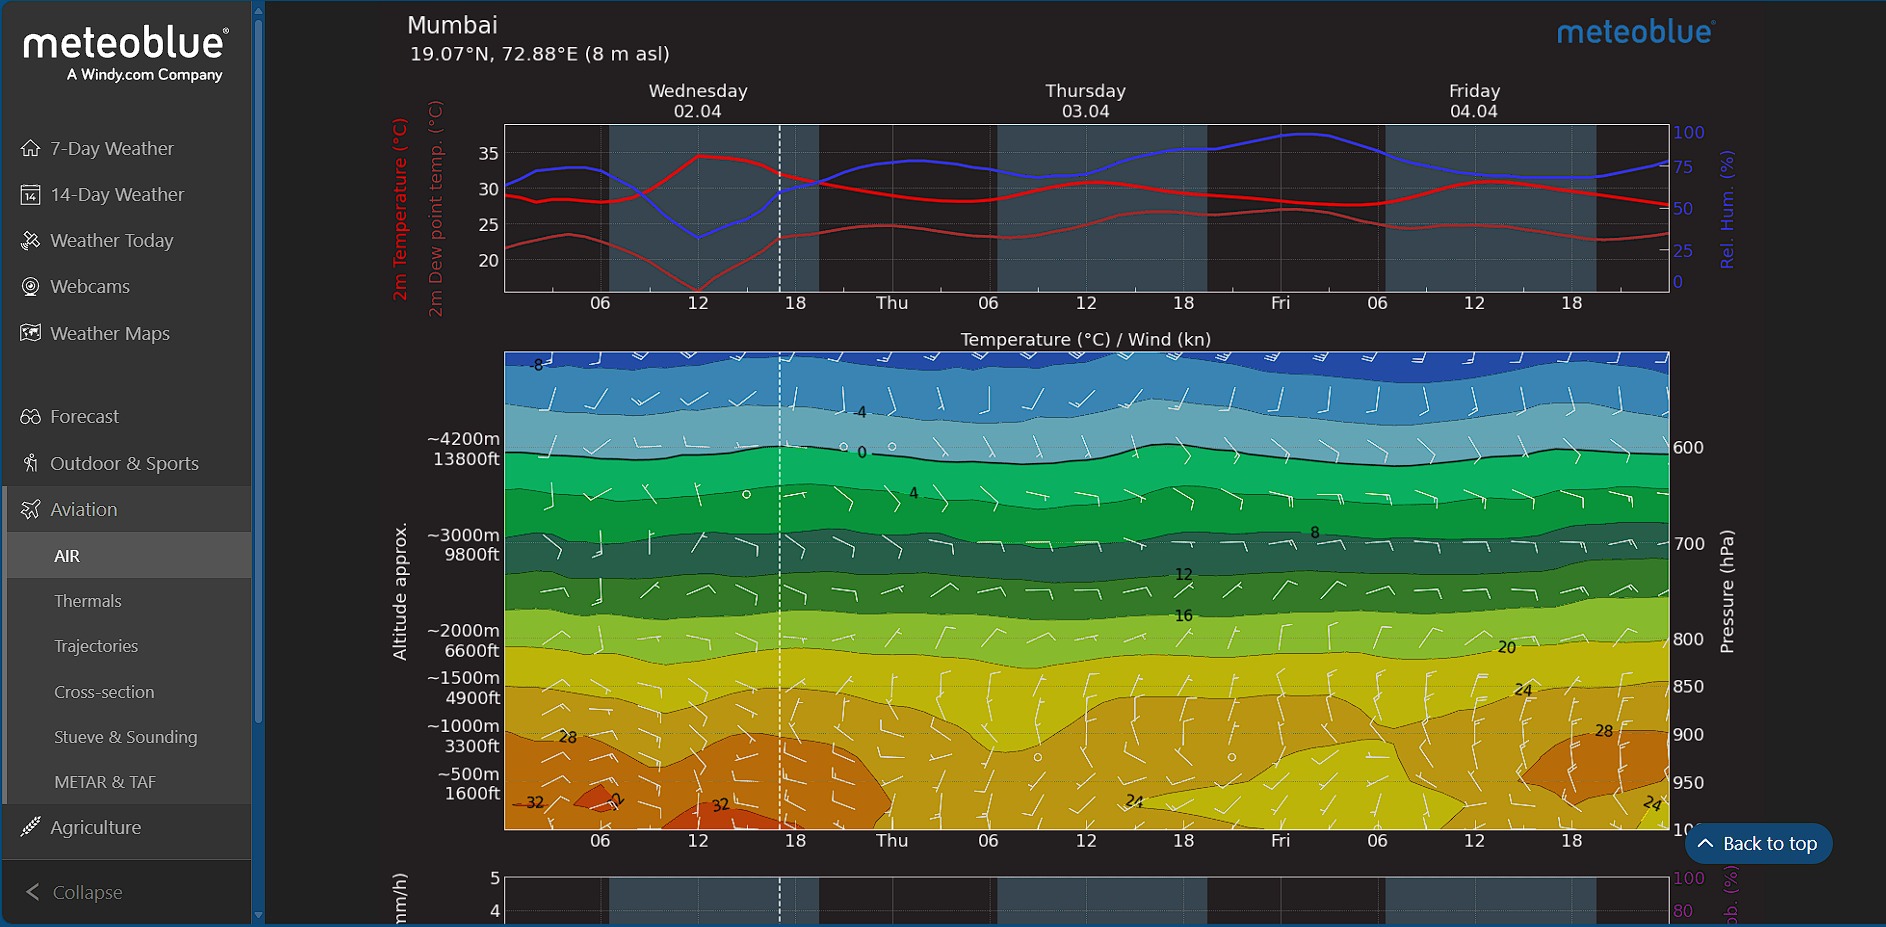 meteoblue®
A Windy.com Company
7-Day Weather
14
14-Day Weather
Weather Today
Webcams
Weather Maps
Forecast
Outdoor & Sports
Aviation
AIR
Thermals
Trajectories
Cross-section
Stueve & Sounding
METAR & TAF
Agriculture
Collapse
Mumbai
19.07°N, 72.88°E (8 m asl)
meteoblue®
Wednesday
02.04
Thursday
03.04
Friday
04.04
2m Temperature (°C)
2m Dew point temp. (°C)
35
30
25
20
100
75
50
25
0
Rel. Hum. (%)
06 12 18 Thu 06 12 18 Fri 06 12 18
Temperature (°C) / Wind (kn)
Altitude approx.
~4200m
13800ft
~3000m
9800ft
~2000m
6600ft
~1500m
4900ft
~1000m
3300ft
~500m
1600ft
-8
-4
0
4
8
12
16
20
24
28
28
32
32
32
24
24
600
700
800
850
900
950
Pressure (hPa)
06 12 18 Thu 06 12 18 Fri 06 12 18
Back to top
5
4
mm/h)
100
80
ob. (%)